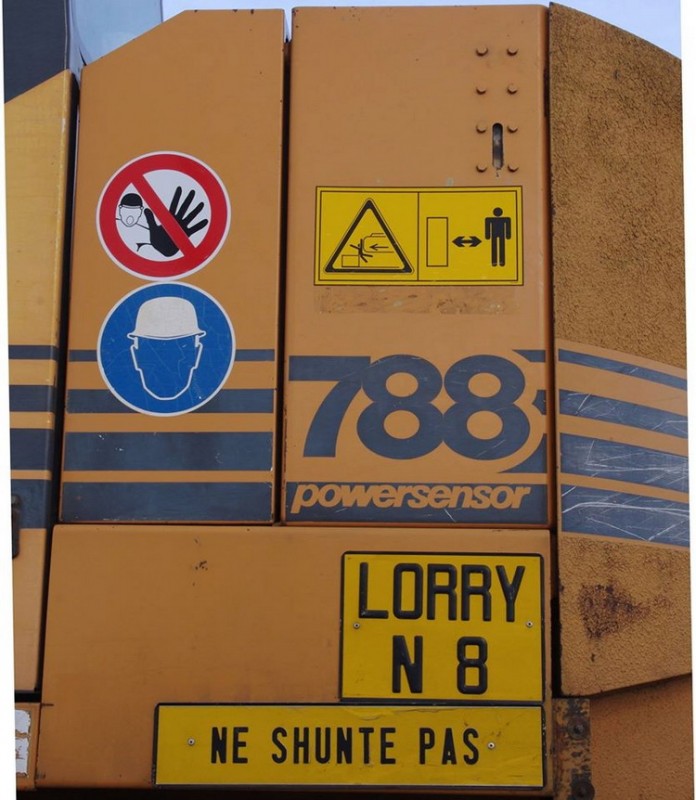 788
powersensor
LORRY
N 8
NE SHUNTE PAS